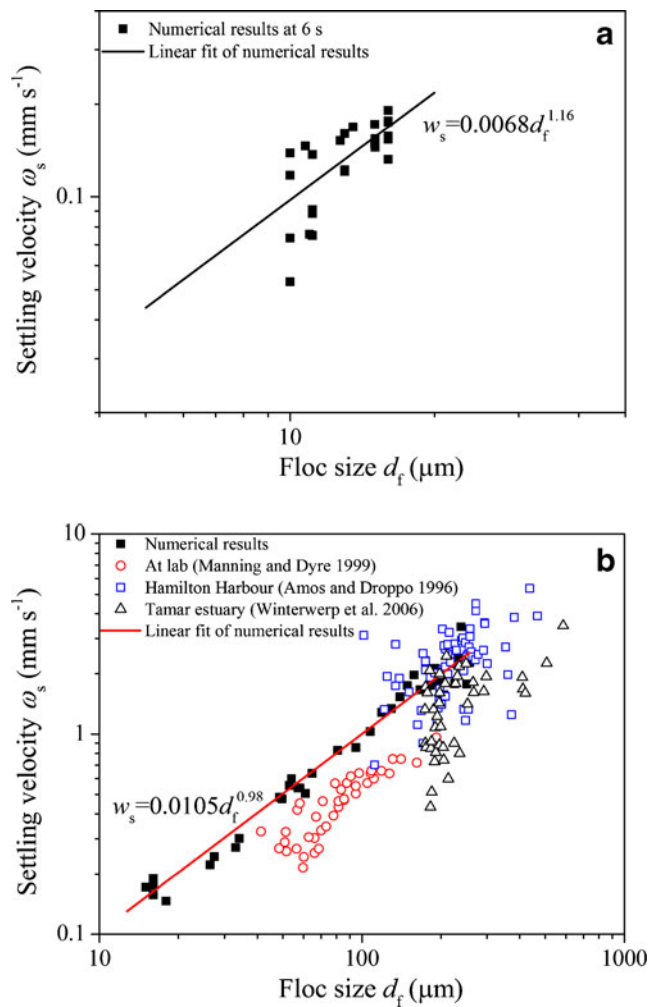 a
Numerical results at 6 s
Linear fit of numerical results
w_s=0.0068d_f^1.16
0.1
Settling velocity ω_s (mm s⁻¹)
10
Floc size d_f (μm)
b
10
Numerical results
At lab (Manning and Dyre 1999)
Hamilton Harbour (Amos and Droppo 1996)
Tamar estuary (Winterwerp et al. 2006)
Linear fit of numerical results
1
w_s=0.0105d_f^0.98
0.1
Settling velocity ω_s (mm s⁻¹)
10 100 1000
Floc size d_f (μm)